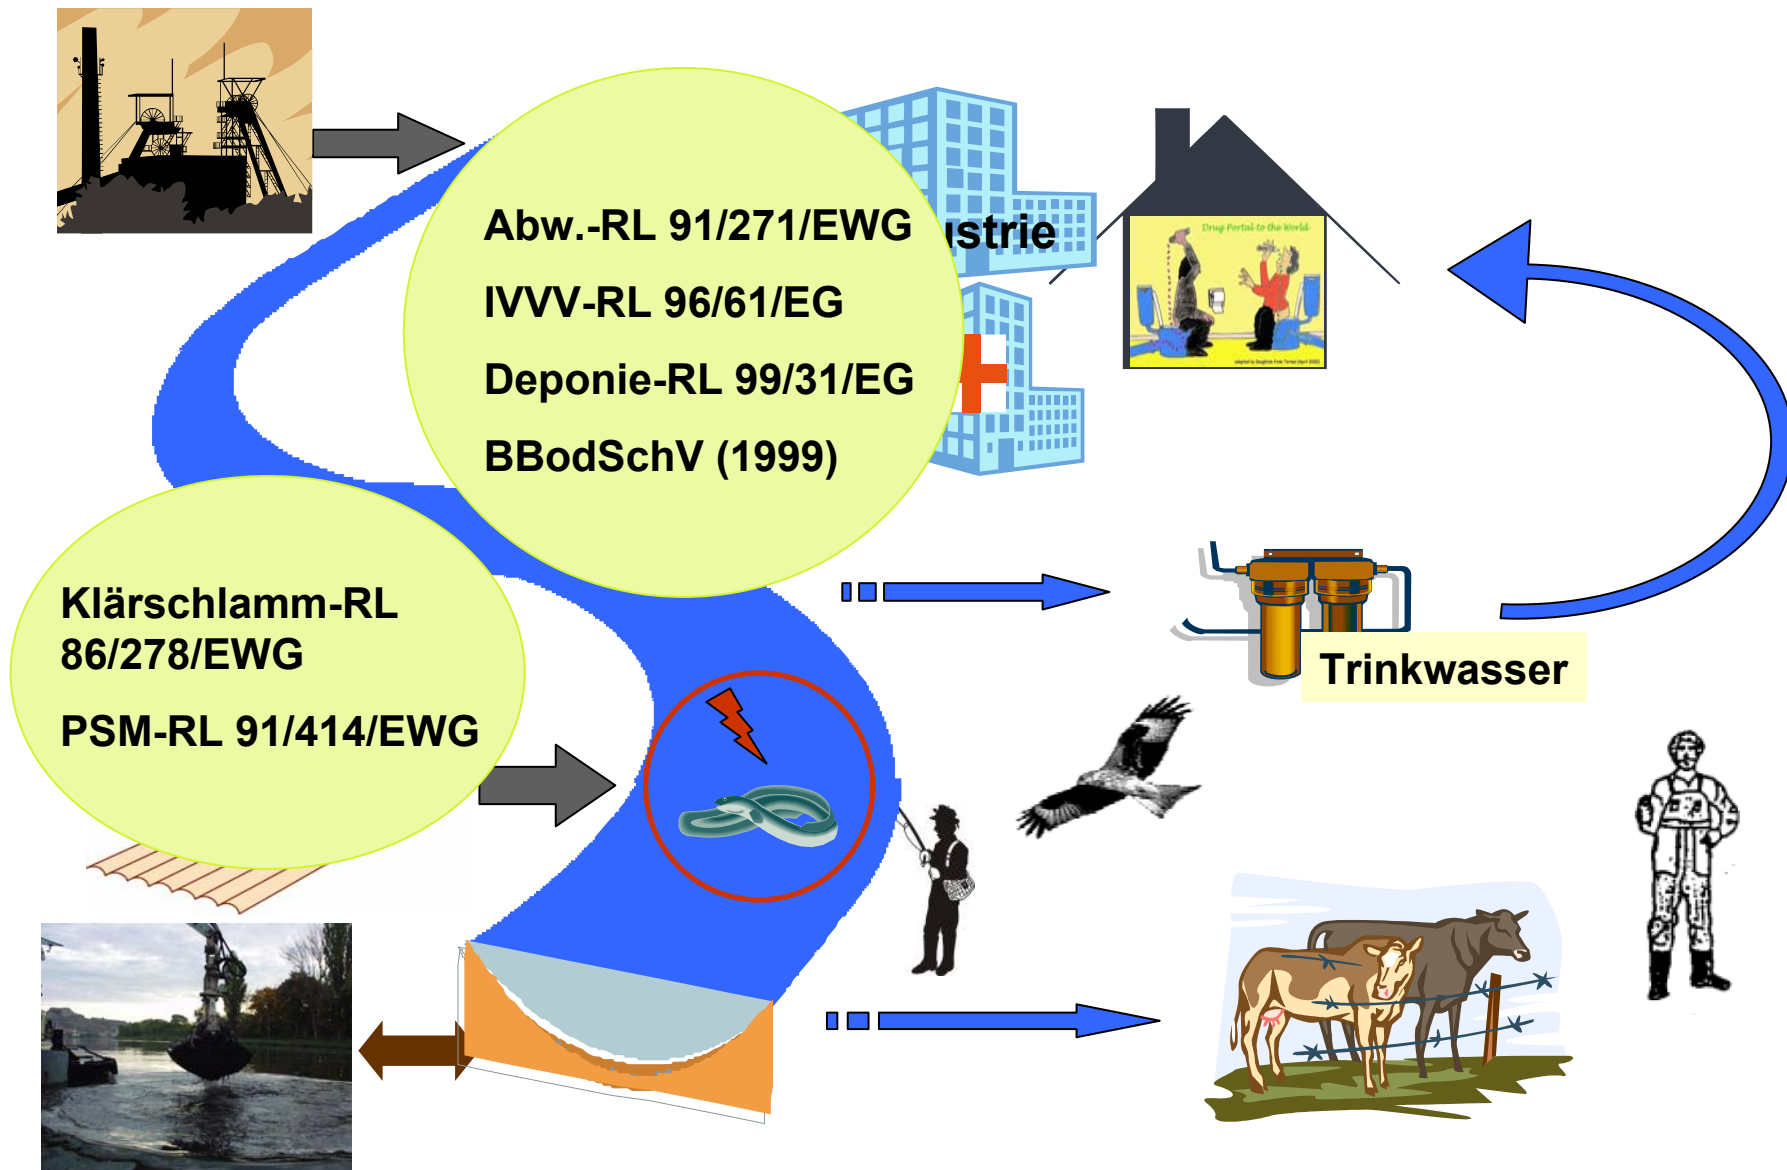 Abw.-RL 91/271/EWG
ustrie
IVVV-RL 96/61/EG
Deponie-RL 99/31/EG
BBodSchV (1999)
Drug Portal to the World
Klärschlamm-RL
86/278/EWG
PSM-RL 91/414/EWG
Trinkwasser